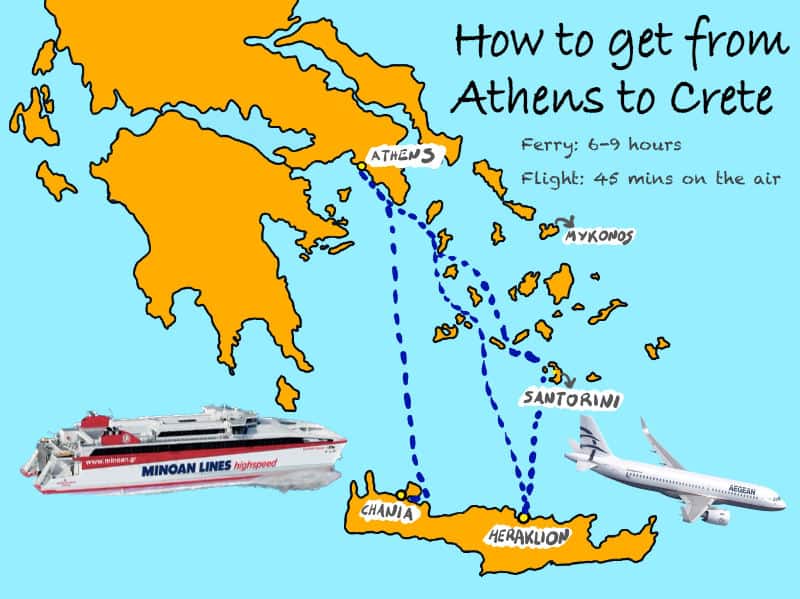 How to get from
Athens to Crete
Ferry: 6-9 hours
Flight: 45 mins on the air
ATHENS
MYKONOS
SANTORINI
www.minoan.gr
MINOAN LINES highspeed
AEGEAN
CHANIA
HERAKLION